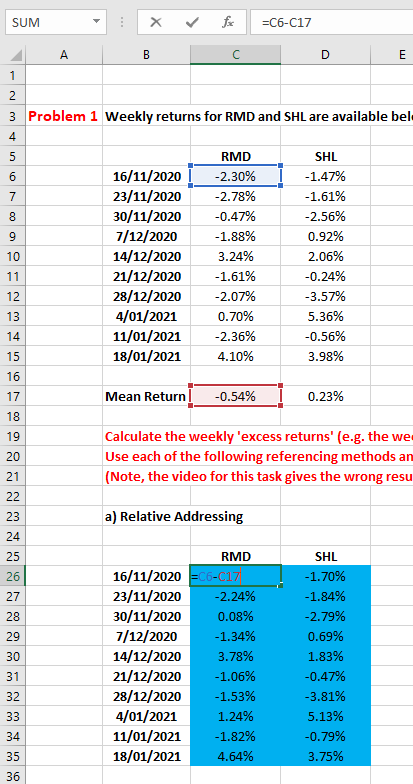 SUM =C6-C17
A B C D E
1
2
3 Problem 1 Weekly returns for RMD and SHL are available
4
5 RMD SHL
6 16/11/2020 -2.30% -1.47%
7 23/11/2020 -2.78% -1.61%
8 30/11/2020 -0.47% -2.56%
9 7/12/2020 -1.88% 0.92%
10 14/12/2020 3.24% 2.06%
11 21/12/2020 -1.61% -0.24%
12 28/12/2020 -2.07% -3.57%
13 4/01/2021 0.70% 5.36%
14 11/01/2021 -2.36% -0.56%
15 18/01/2021 4.10% 3.98%
16
17 Mean Return -0.54% 0.23%
18
19 Calculate the weekly 'excess returns' (e.g. the
20 Use each of the following referencing methods
21 (Note, the video for this task gives the wrong
22
23 a) Relative Addressing
24
25 RMD SHL
26 16/11/2020 =C6-C17 -1.70%
27 23/11/2020 -2.24% -1.84%
28 30/11/2020 0.08% -2.79%
29 7/12/2020 -1.34% 0.69%
30 14/12/2020 3.78% 1.83%
31 21/12/2020 -1.06% -0.47%
32 28/12/2020 -1.53% -3.81%
33 4/01/2021 1.24% 5.13%
34 11/01/2021 -1.82% -0.79%
35 18/01/2021 4.64% 3.75%
36